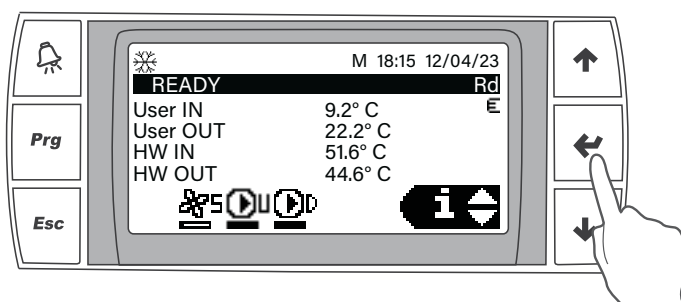 M 18:15 12/04/23
READY Rd
User IN 9.2° C
User OUT 22.2° C
HW IN 51.6° C
HW OUT 44.6° C
S U D
i
Prg
Esc